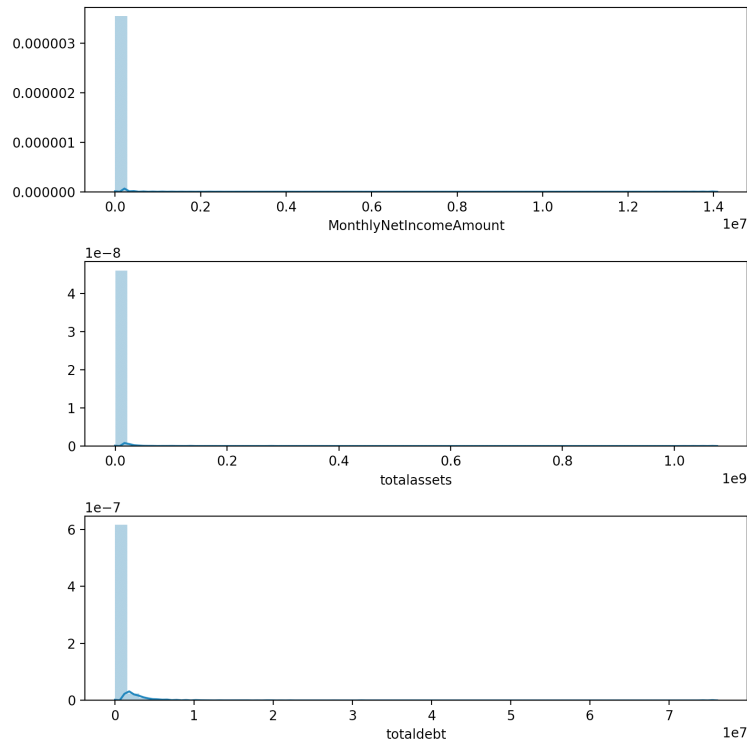 0.000003
0.000002
0.000001
0.000000
0.0 0.2 0.4 0.6 0.8 1.0 1.2 1.4
MonthlyNetIncomeAmount 1e7
1e−8
4
3
2
1
0
0.0 0.2 0.4 0.6 0.8 1.0
totalassets 1e9
1e−7
6
4
2
0
0 1 2 3 4 5 6 7
totaldebt 1e7